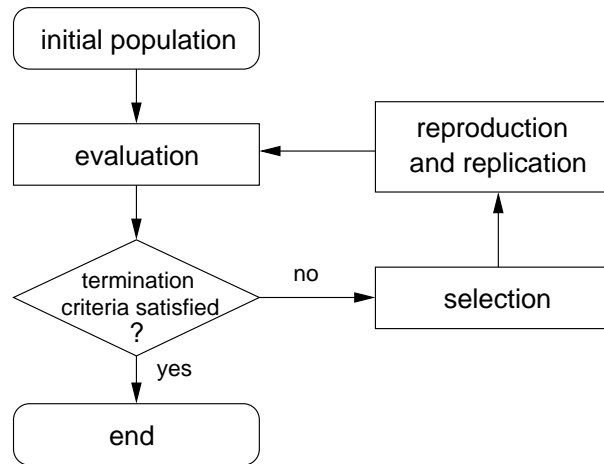 initial population
evaluation
termination
criteria satisfied
?
no
yes
end
selection
reproduction
and replication